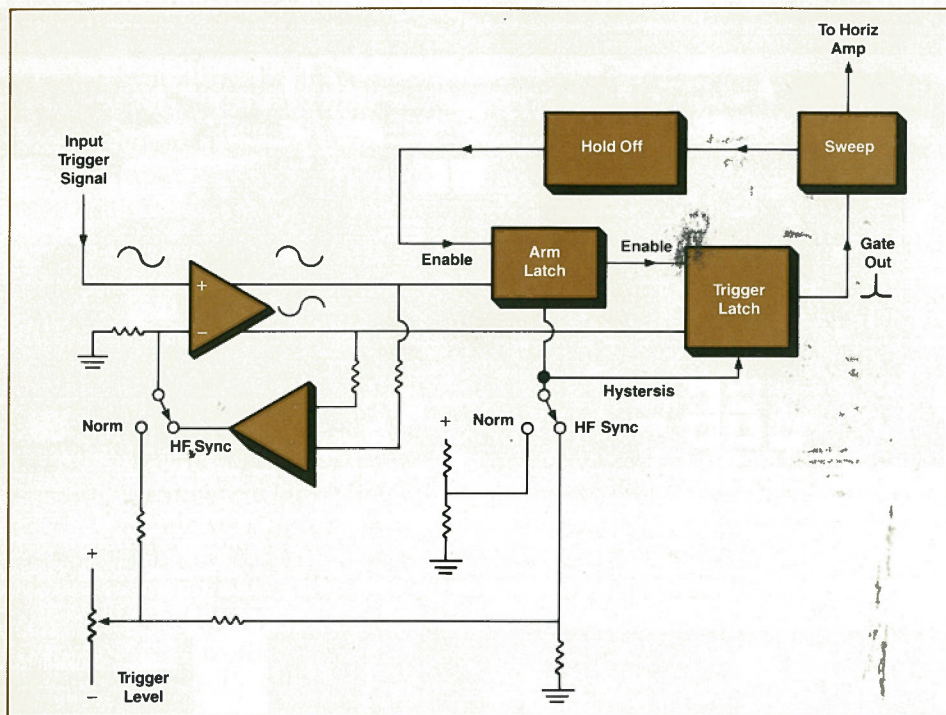 To Horiz
Amp
Input
Trigger
Signal
Hold Off
Sweep
Enable
Arm
Latch
Enable
Trigger
Latch
Gate
Out
+
−
Hystersis
Norm
HF Sync
+
Norm
HF Sync
+
−
Trigger
Level